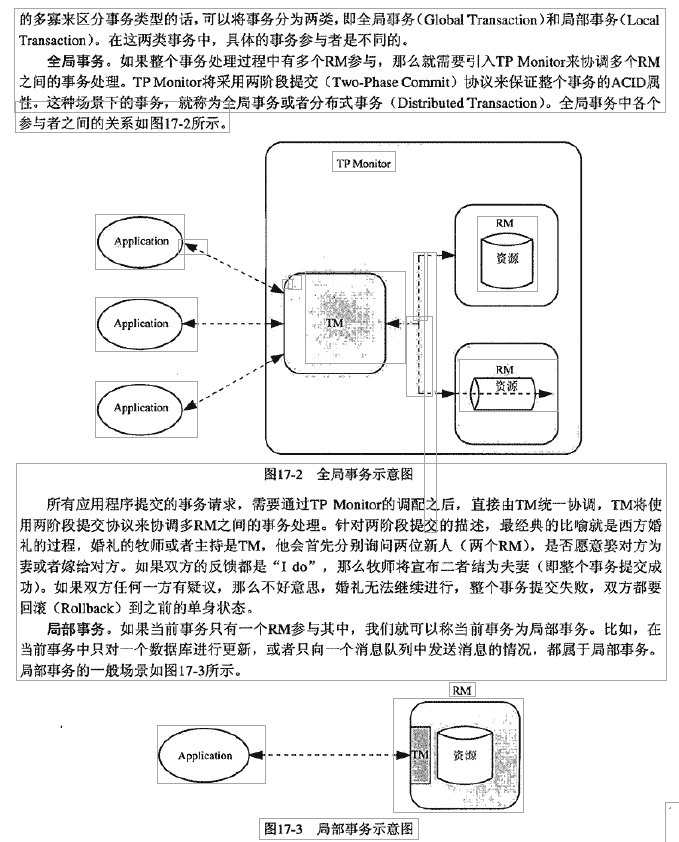 的多寡来区分事务类型的话，可以将事务分为两类，即全局事务（Global Transaction）和局部事务（Local
Transaction）。在这两类事务中，具体的事务参与者是不同的。
全局事务。如果整个事务处理过程中有多个RM参与，那么就需要引入TP Monitor来协调多个RM
之间的事务处理。TP Monitor将采用两阶段提交（Two-Phase Commit）协议来保证整个事务的ACID属
性。这种场景下的事务，就称为全局事务或者分布式事务（Distributed Transaction）。全局事务中各个
参与者之间的关系如图17-2所示。
TP Monitor
Application
Application
Application
TM
RM
资源
RM
资源
图17-2 全局事务示意图
所有应用程序提交的事务请求，需要通过TP Monitor的调配之后，直接由TM统一协调，TM将使
用两阶段提交协议来协调多RM之间的事务处理。针对两阶段提交的描述，最经典的比喻就是西方婚
礼的过程，婚礼的牧师或者主持是TM，他会首先分别询问两位新人（两个RM），是否愿意娶对方为
妻或者嫁给对方。如果双方的反馈都是“I do”，那么牧师将宣布二者结为夫妻（即整个事务提交成
功）。如果双方任何一方有疑议，那么不好意思，婚礼无法继续进行，整个事务提交失败，双方都要
回滚（Rollback）到之前的单身状态。
局部事务。如果当前事务只有一个RM参与其中，我们就可以称当前事务为局部事务。比如，在
当前事务中只对一个数据库进行更新，或者只向一个消息队列中发送消息的情况，都属于局部事务。
局部事务的一般场景如图17-3所示。
RM
Application
TM
资源
图17-3 局部事务示意图